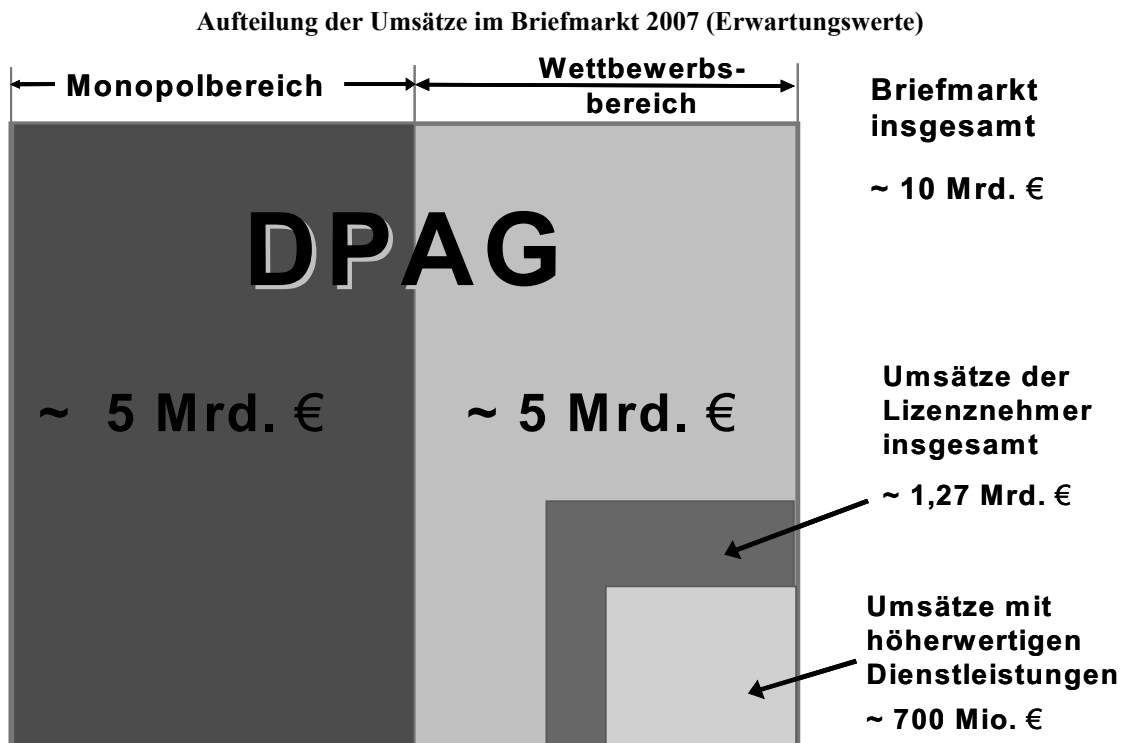 Aufteilung der Umsätze im Briefmarkt 2007 (Erwartungswerte)
Monopolbereich
Wettbewerbs-
bereich
Briefmarkt
insgesamt
~ 10 Mrd. €
DPAG
~ 5 Mrd. €
~ 5 Mrd. €
Umsätze der
Lizenznehmer
insgesamt
~ 1,27 Mrd. €
Umsätze mit
höherwertigen
Dienstleistungen
~ 700 Mio. €